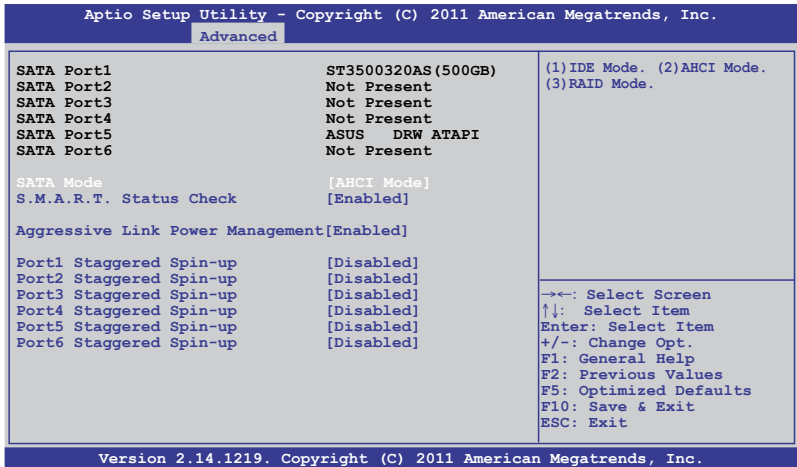 Aptio Setup Utility - Copyright (C) 2011 American Megatrends, Inc.
Advanced
SATA Port1 ST3500320AS(500GB)
SATA Port2 Not Present
SATA Port3 Not Present
SATA Port4 Not Present
SATA Port5 ASUS DRW ATAPI
SATA Port6 Not Present
SATA Mode [AHCI Mode]
S.M.A.R.T. Status Check [Enabled]
Aggressive Link Power Management[Enabled]
Port1 Staggered Spin-up [Disabled]
Port2 Staggered Spin-up [Disabled]
Port3 Staggered Spin-up [Disabled]
Port4 Staggered Spin-up [Disabled]
Port5 Staggered Spin-up [Disabled]
Port6 Staggered Spin-up [Disabled]
(1)IDE Mode. (2)AHCI Mode.
(3)RAID Mode.
→←: Select Screen
↑↓: Select Item
Enter: Select Item
+/-: Change Opt.
F1: General Help
F2: Previous Values
F5: Optimized Defaults
F10: Save & Exit
ESC: Exit
Version 2.14.1219. Copyright (C) 2011 American Megatrends, Inc.